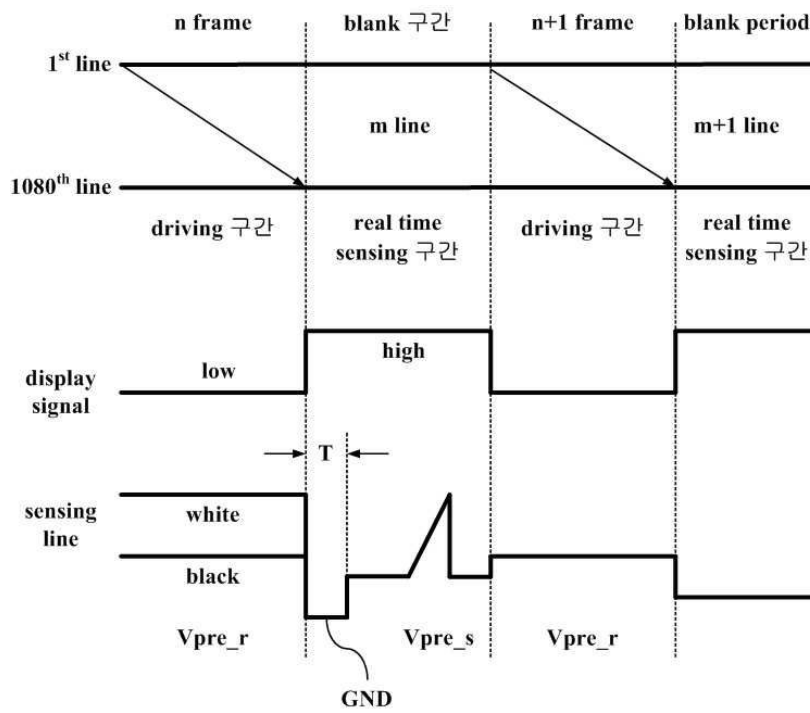 n frame blank 구간 n+1 frame blank period
1st line
m line m+1 line
1080th line
driving 구간 real time sensing 구간 driving 구간 real time sensing 구간
display signal
low high
T
sensing line
white
black
Vpre_r Vpre_s Vpre_r
GND